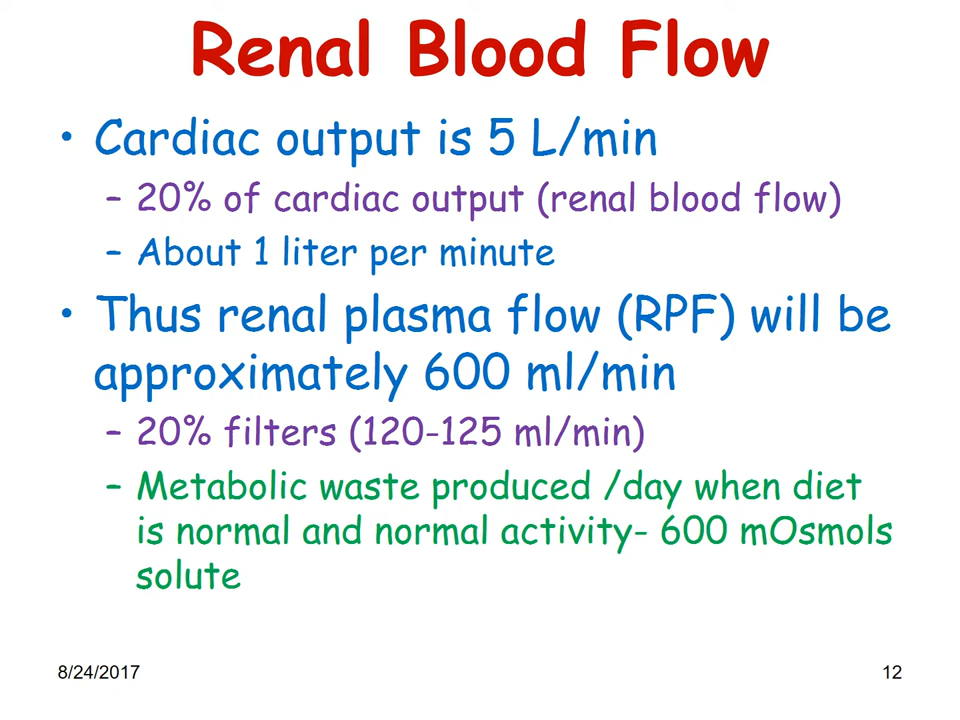 Renal Blood Flow
• Cardiac output is 5 L/min
– 20% of cardiac output (renal blood flow)
– About 1 liter per minute
• Thus renal plasma flow (RPF) will be
approximately 600 ml/min
– 20% filters (120-125 ml/min)
– Metabolic waste produced /day when diet
is normal and normal activity- 600 mOsmols
solute
8/24/2017
12